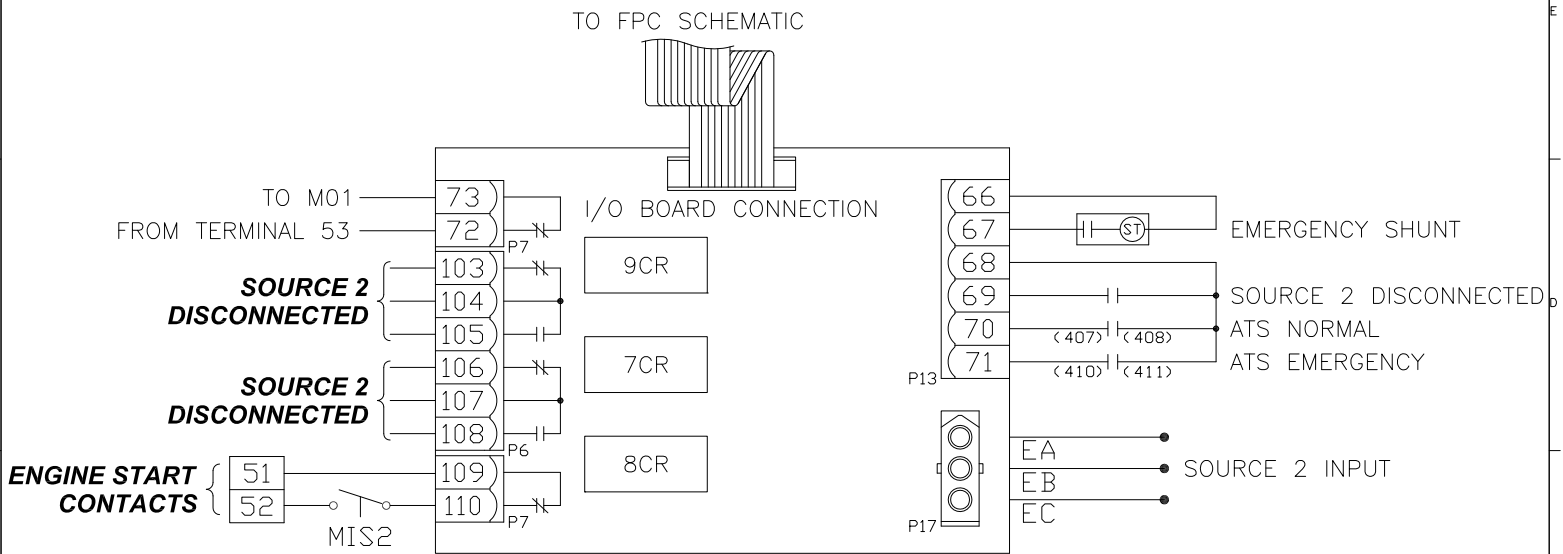 TO FPC SCHEMATIC
E
I/O BOARD CONNECTION
TO M01
73
FROM TERMINAL 53
72
P7
SOURCE 2
DISCONNECTED
103
104
105
SOURCE 2
DISCONNECTED
106
107
108
P6
ENGINE START
CONTACTS
51
52
MIS2
109
110
P7
9CR
7CR
8CR
66
67
ST
EMERGENCY SHUNT
68
69
SOURCE 2 DISCONNECTED
D
70
(407) (408)
ATS NORMAL
71
(410) (411)
ATS EMERGENCY
P13
EA
EB
SOURCE 2 INPUT
EC
P17